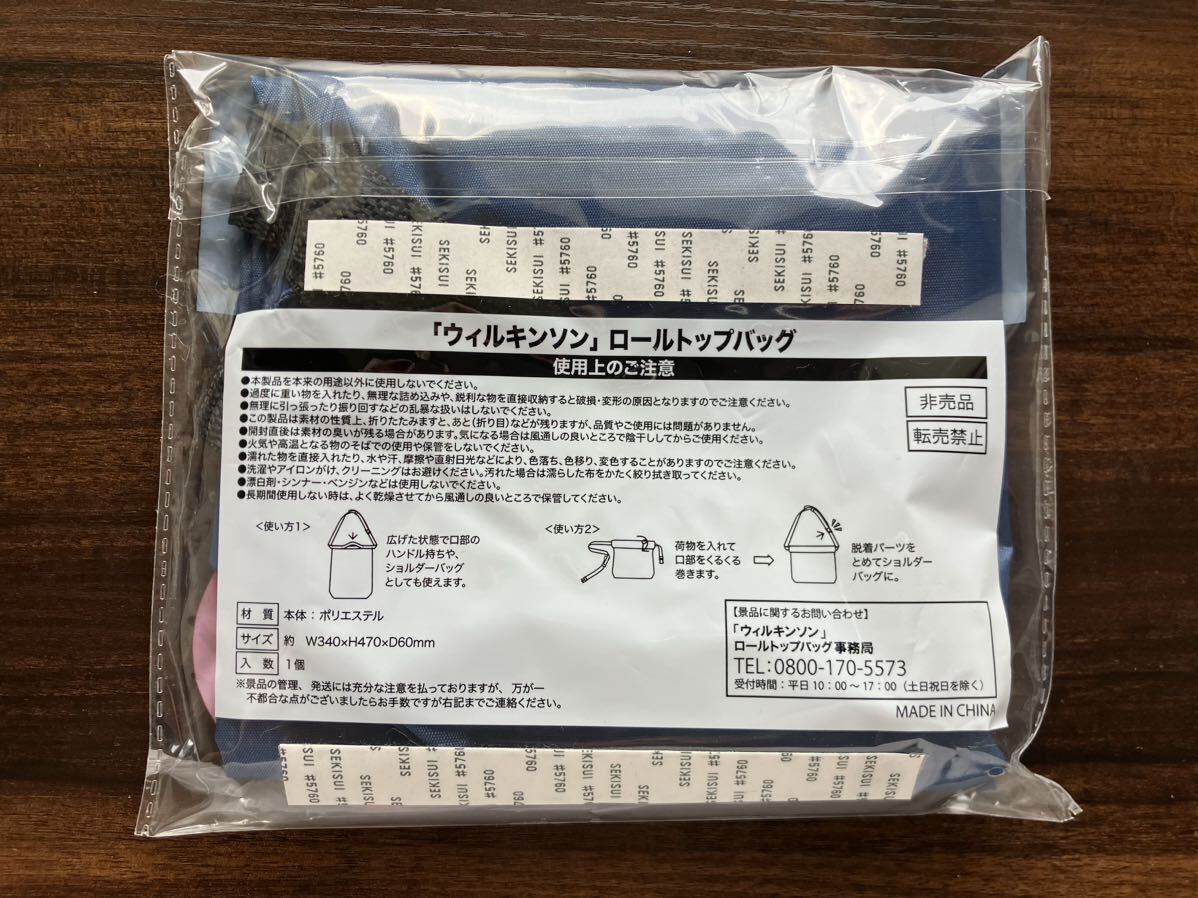 SEKISUI #5760
「ウィルキンソン」ロールトップバッグ
使用上のご注意
●本製品を本来の用途以外に使用しないでください。
●過度に重い物を入れたり、無理な詰め込みや、鋭利な物を直接収納すると破損・変形の原因となりますのでご注意ください。
●無理に引っ張ったり振り回すなどの乱暴な扱いはしないでください。
●この製品は素材の性質上、折りたたみますと、あと(折り目)などが残りますが、品質やご使用には問題がありません。
●開封直後は素材の臭いが残る場合があります。気になる場合は風通しの良いところで陰干ししてからご使用ください。
●火気や高温となる物のそばでの使用や保管をしないでください。
●濡れた物を直接入れたり、水や汗、摩擦や直射日光などにより、色落ち、色移り、変色することがありますのでご注意ください。
●洗濯やアイロンがけ、クリーニングはお避けください。汚れた場合は濡らした布をかたく絞り拭き取ってください。
●漂白剤・シンナー・ベンジンなどは使用しないでください。
●長期間使用しない時は、よく乾燥させてから風通しの良いところで保管してください。
非売品
転売禁止
<使い方1>
広げた状態で口部の
ハンドル持ちや、
ショルダーバッグ
としても使えます。
<使い方2>
荷物を入れて
口部をくるくる
巻きます。
脱着パーツを
とめてショルダー
バッグに。
材質 本体：ポリエステル
サイズ 約 W340×H470×D60mm
入数 1個
※景品の管理、発送には充分な注意を払っておりますが、万が一
不都合な点がございましたらお手数ですが右記までご連絡ください。
【景品に関するお問い合わせ】
「ウィルキンソン」
ロールトップバッグ事務局
TEL:0800-170-5573
受付時間：平日10：00～17：00（土日祝日を除く）
MADE IN CHINA
SEKISUI #5760